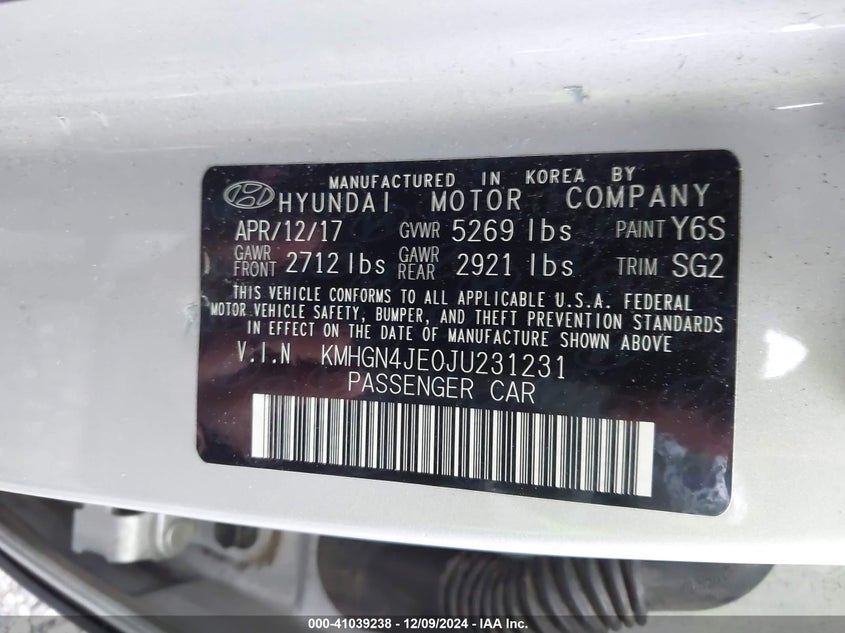 MANUFACTURED IN KOREA BY
HYUNDAI MOTOR COMPANY
APR/12/17 GVWR 5269 lbs PAINT Y6S
GAWR FRONT 2712 lbs GAWR REAR 2921 lbs TRIM SG2
THIS VEHICLE CONFORMS TO ALL APPLICABLE U.S.A. FEDERAL
MOTOR VEHICLE SAFETY, BUMPER, AND THEFT PREVENTION STANDARDS
IN EFFECT ON THE DATE OF MANUFACTURE SHOWN ABOVE
V.I.N KMHGN4JE0JU231231
PASSENGER CAR
000-41039238 - 12/09/2024 - IAA Inc.